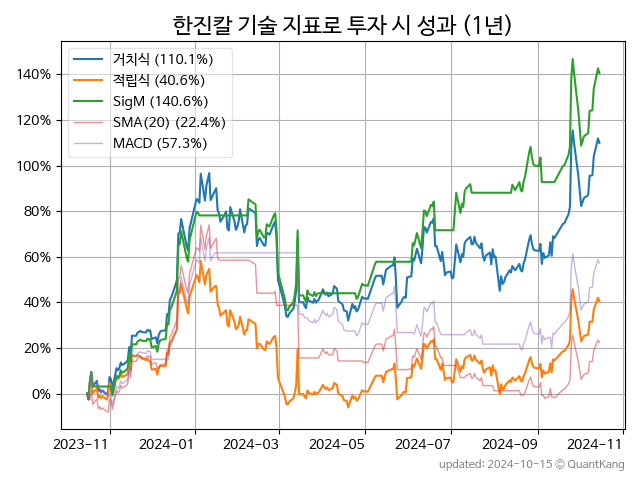 한진칼 기술 지표로 투자 시 성과 (1년)
거치식 (110.1%)
적립식 (40.6%)
SigM (140.6%)
SMA(20) (22.4%)
MACD (57.3%)
140%
120%
100%
80%
60%
40%
20%
0%
2023-11 2024-01 2024-03 2024-05 2024-07 2024-09 2024-11
updated: 2024-10-15 © QuantKang